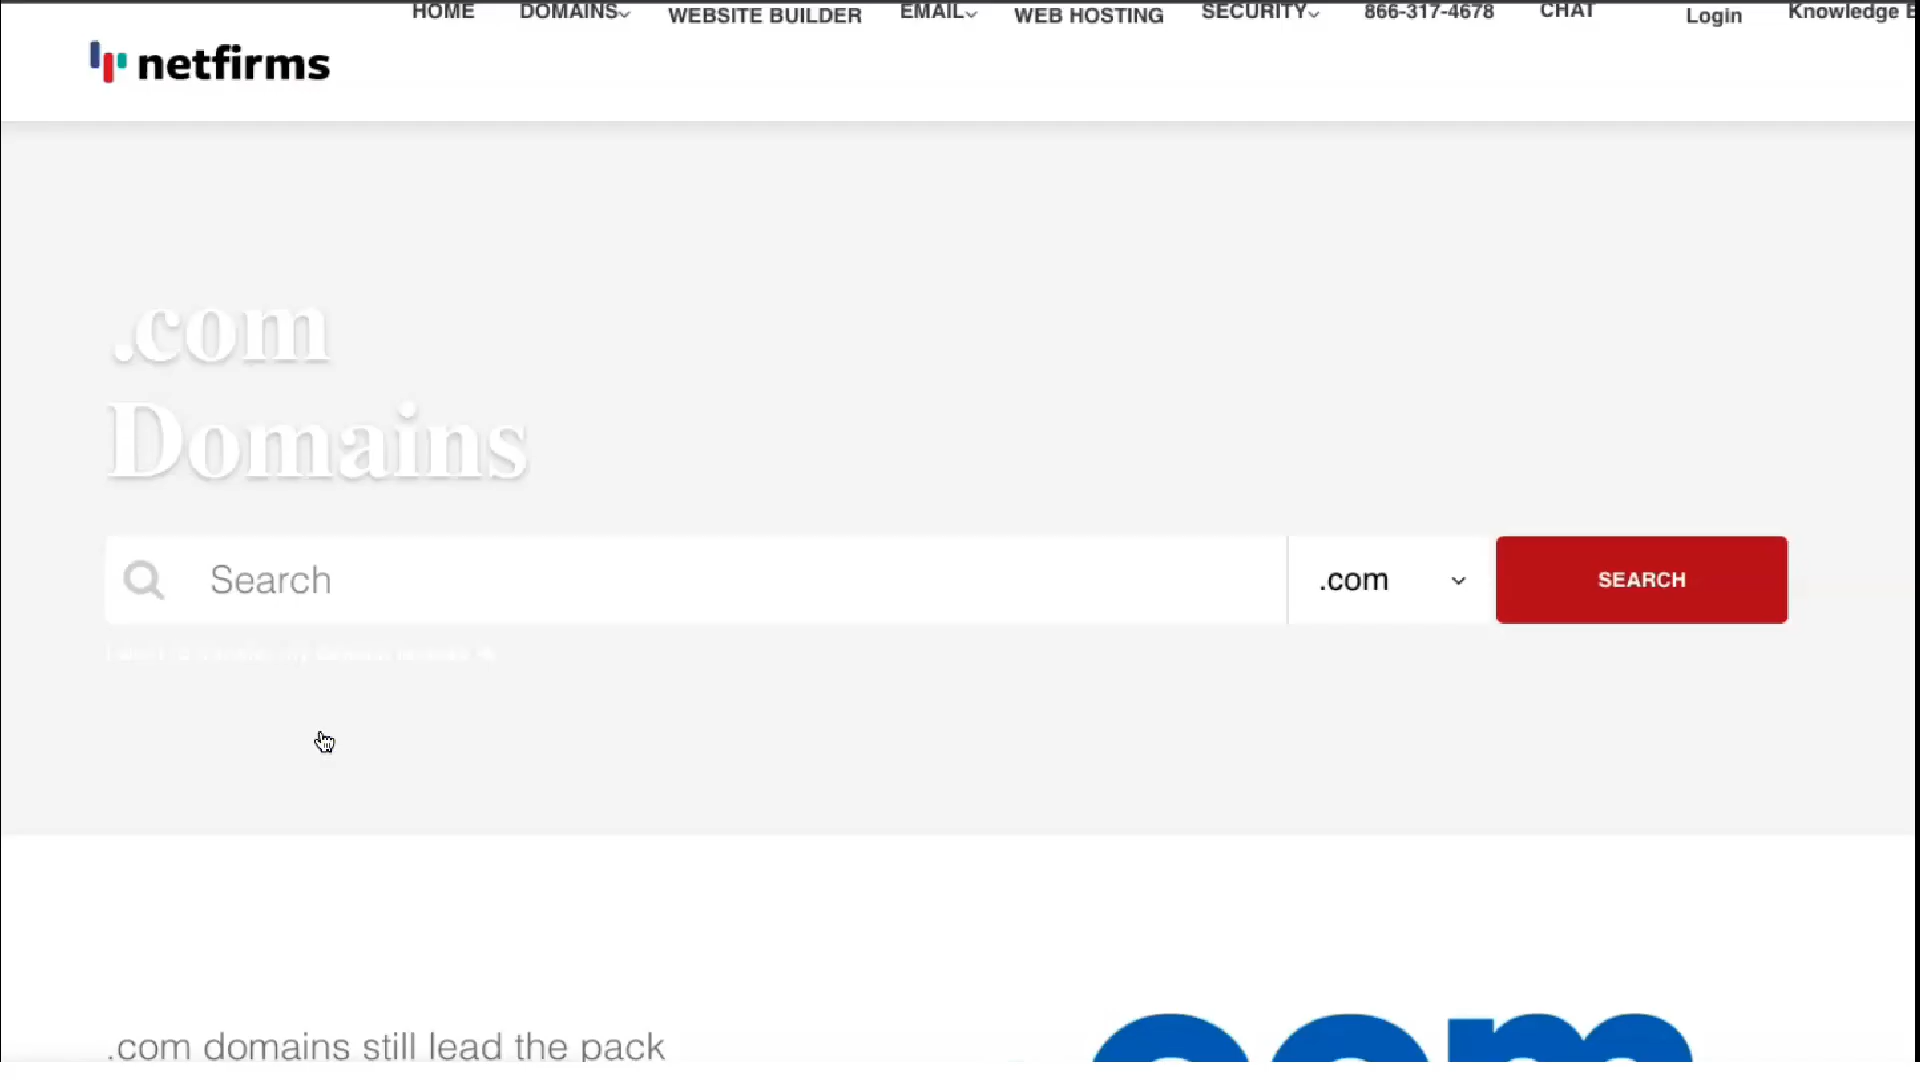 HOME DOMAINS WEBSITE BUILDER EMAIL WEB HOSTING SECURITY 866-317-4678 CHAT Login Knowledge
netfirms
.com
Domains
Search .com SEARCH
.com domains still lead the pack
com